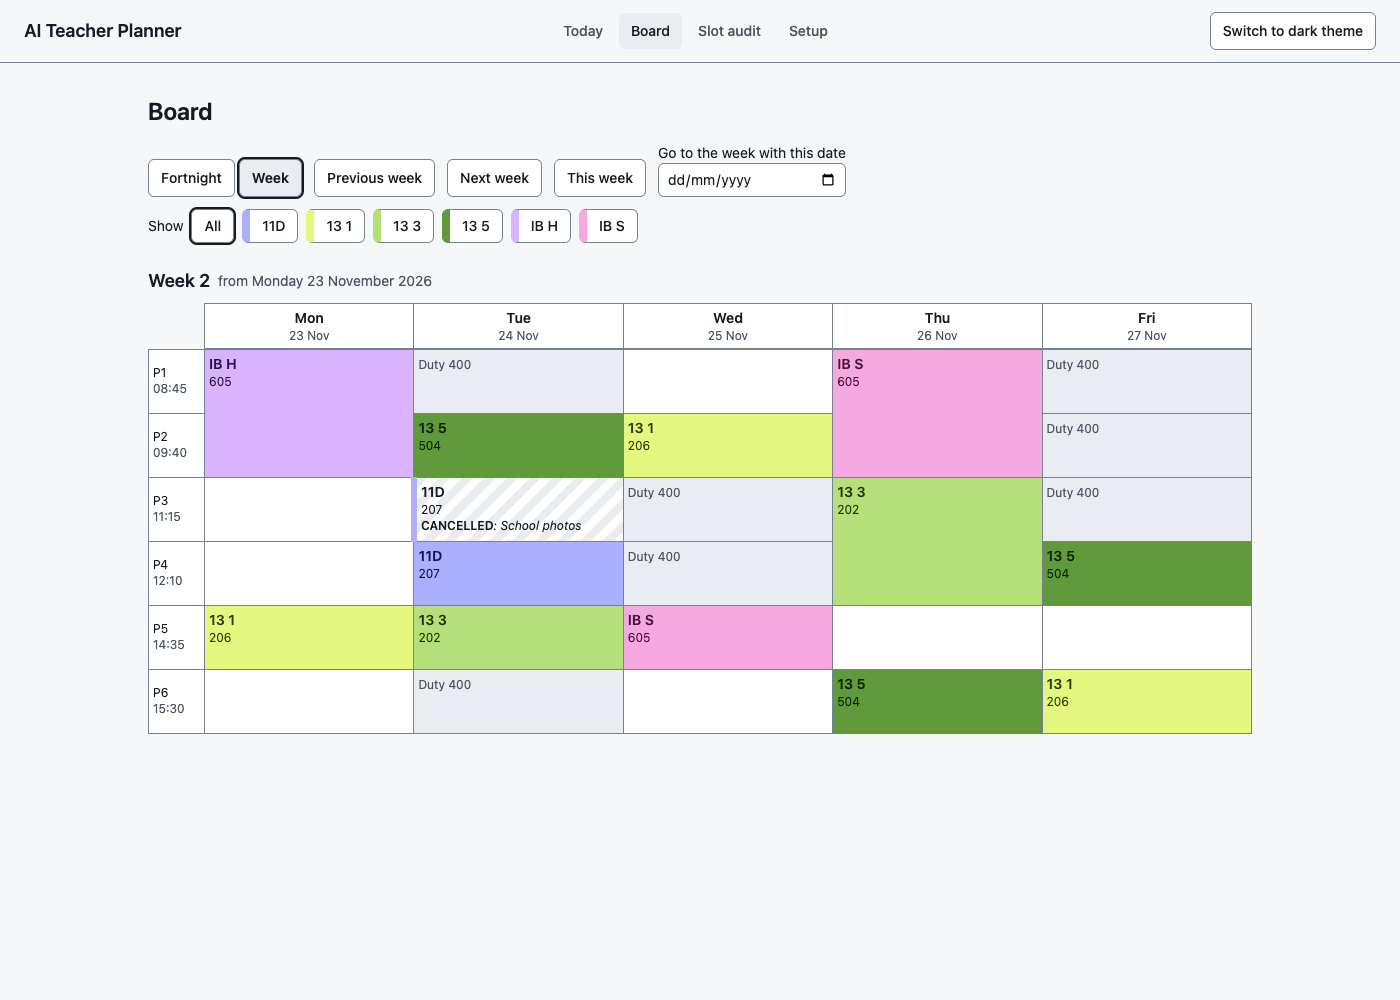 AI Teacher Planner
Today
Board
Slot audit
Setup
Switch to dark theme
Board
Go to the week with this date
Fortnight
Week
Previous week
Next week
This week
dd/mm/yyyy
Show
All
11D
13 1
13 3
13 5
IB H
IB S
Week 2 from Monday 23 November 2026
Mon
23 Nov
Tue
24 Nov
Wed
25 Nov
Thu
26 Nov
Fri
27 Nov
P1
08:45
IB H
605
Duty 400
IB S
605
Duty 400
P2
09:40
13 5
504
13 1
206
Duty 400
P3
11:15
11D
207
CANCELLED: School photos
Duty 400
13 3
202
Duty 400
P4
12:10
11D
207
Duty 400
13 5
504
P5
14:35
13 1
206
13 3
202
IB S
605
P6
15:30
Duty 400
13 5
504
13 1
206